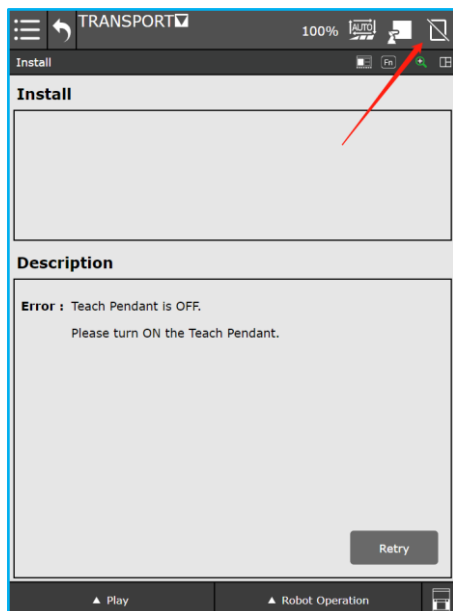 TRANSPORT
100%
AUTO
Install
Fn
Install
Description
Error : Teach Pendant is OFF.
Please turn ON the Teach Pendant.
Retry
▲ Play
▲ Robot Operation